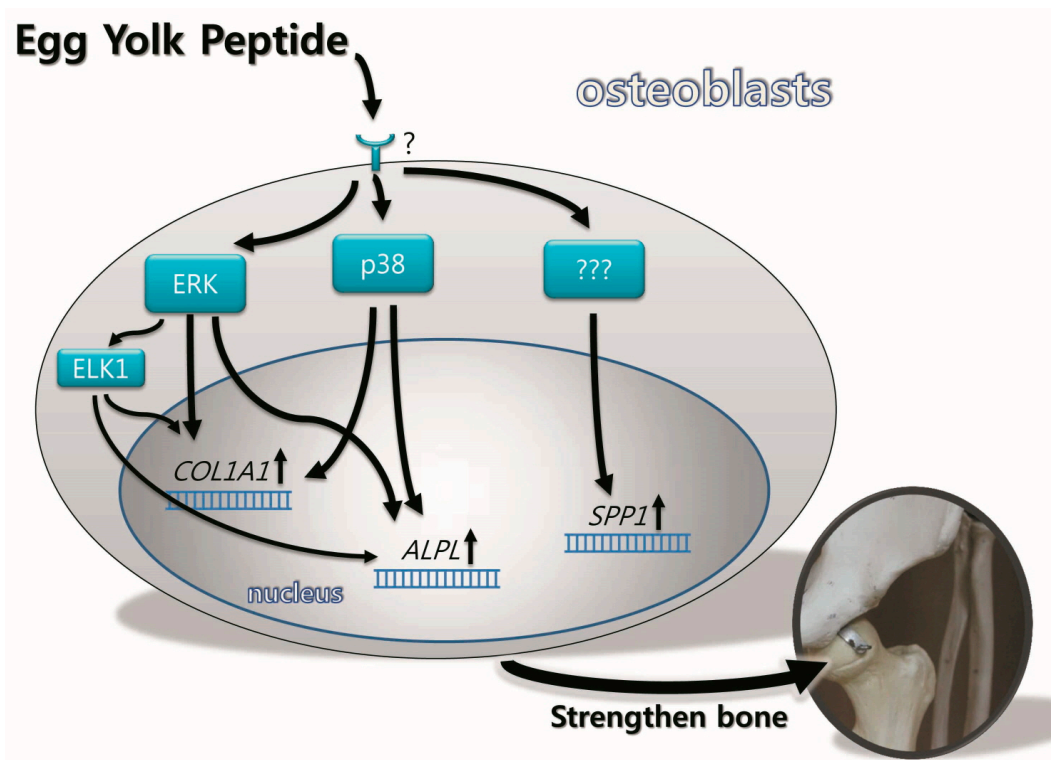 Egg Yolk Peptide
osteoblasts
?
ERK
p38
???
ELK1
COL1A1
ALPL
SPP1
nucleus
Strengthen bone